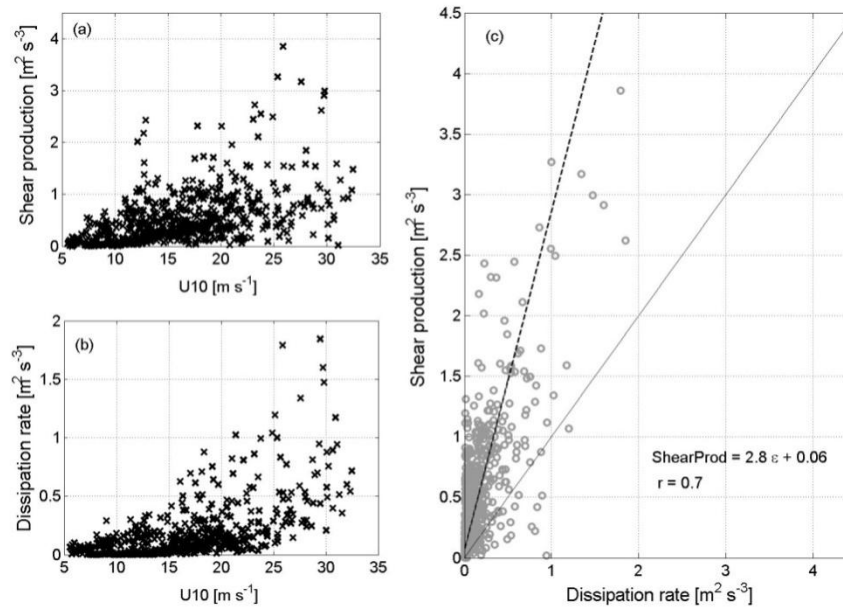 (a)
Shear production [m² s⁻³]
4
3
2
1
0
5 10 15 20 25 30 35
U10 [m s⁻¹]
(b)
Dissipation rate [m² s⁻³]
2
1.5
1
0.5
0
5 10 15 20 25 30 35
U10 [m s⁻¹]
(c)
Shear production [m² s⁻³]
4.5
4
3.5
3
2.5
2
1.5
1
0.5
0
ShearProd = 2.8 ε + 0.06
r = 0.7
0 1 2 3 4
Dissipation rate [m² s⁻³]